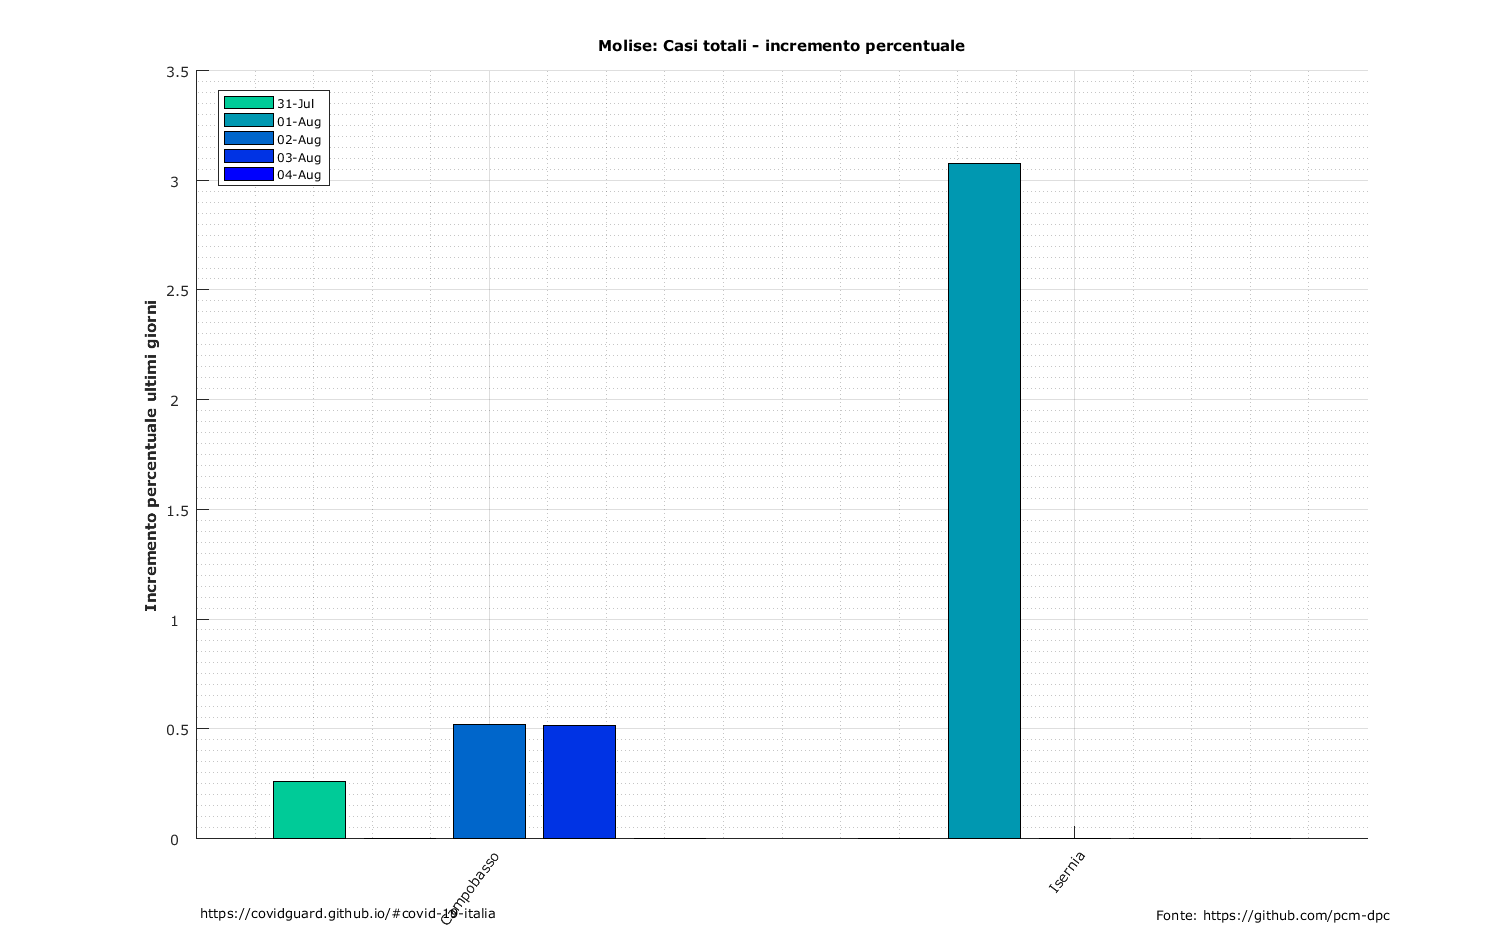 Molise: Casi totali - incremento percentuale
3.5
3
2.5
2
1.5
1
0.5
0
31-Jul
01-Aug
02-Aug
03-Aug
04-Aug
Incremento percentuale ultimi giorni
Campobasso
Isernia
https://covidguard.github.io/#covid-19-italia
Fonte: https://github.com/pcm-dpc